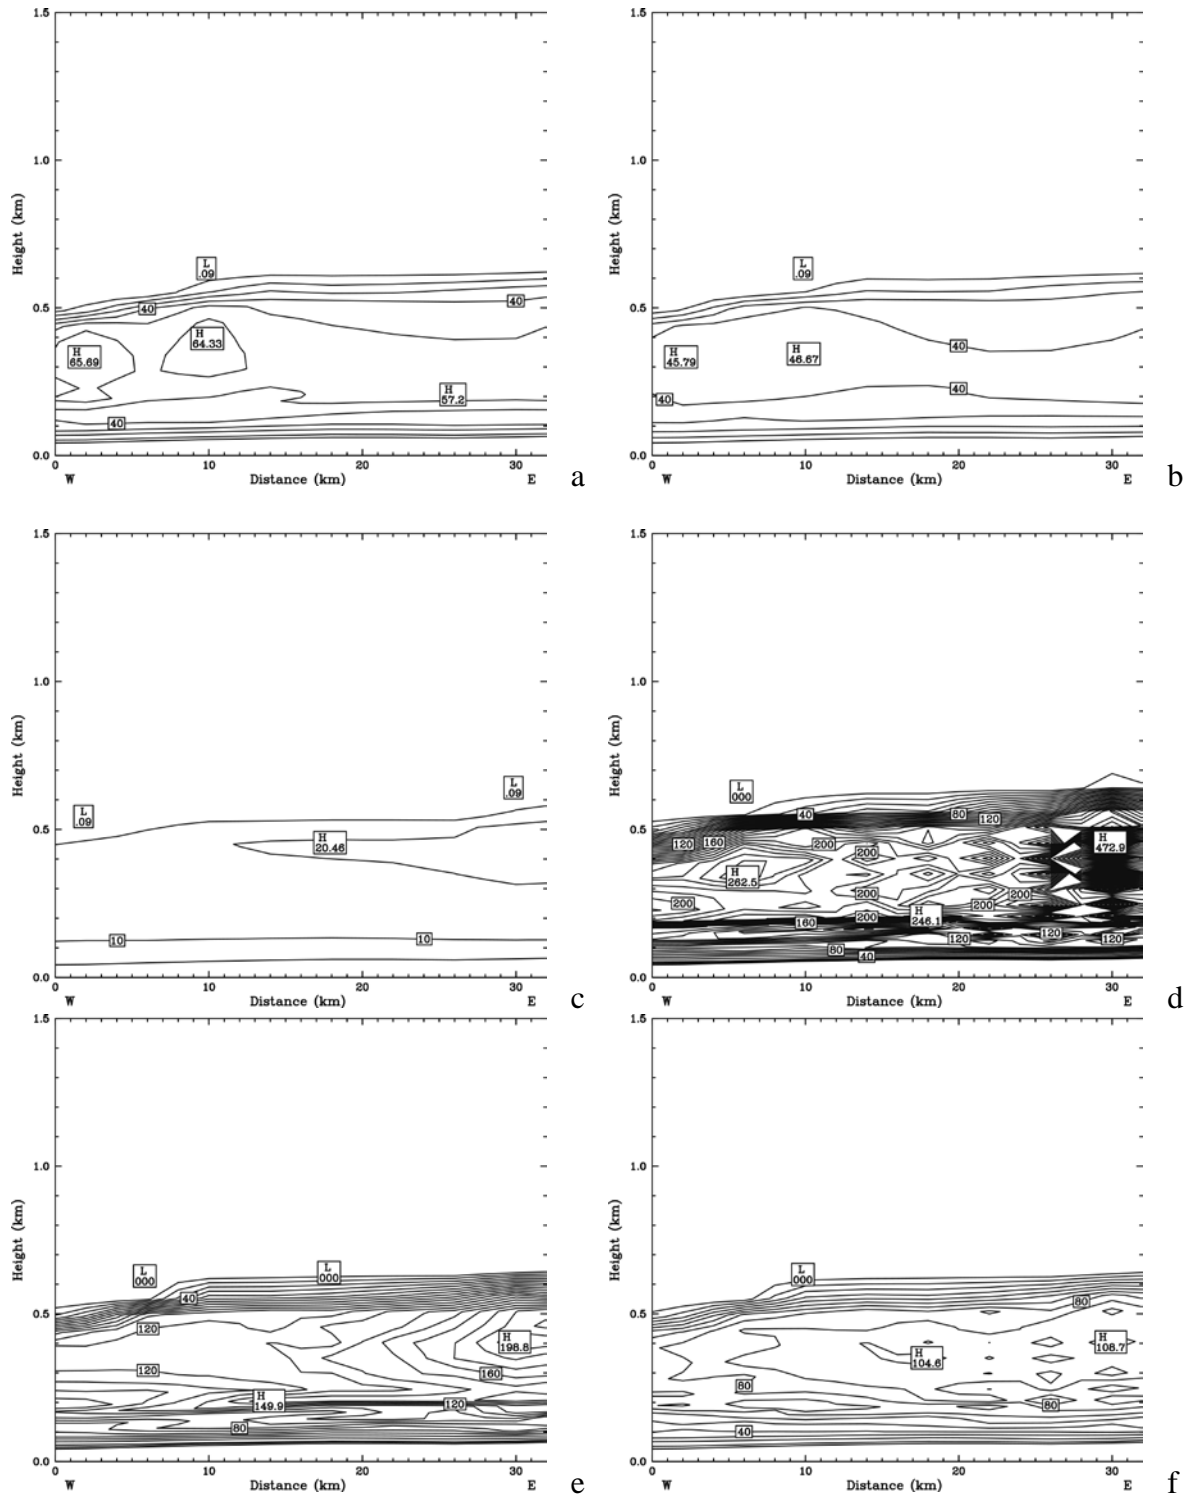 1.5
1.0
Height (km)
L
.09
0.5
40
40
H
64.33
H
65.69
H
57.2
40
0.0
0
10
20
30
W
Distance (km)
E
a
1.5
1.0
Height (km)
L
.09
0.5
H
45.79
H
46.67
40
40
40
0.0
0
10
20
30
W
Distance (km)
E
b
1.5
1.0
Height (km)
L
.09
L
.09
0.5
H
20.46
10
10
0.0
0
10
20
30
W
Distance (km)
E
c
1.5
1.0
Height (km)
L
000
0.5
40
80
120
120
160
200
200
200
H
472.9
H
262.5
200
200
200
200
200
H
246.1
160
120
120
120
80
40
0.0
0
10
20
30
W
Distance (km)
E
d
1.5
1.0
Height (km)
L
000
L
000
0.5
40
120
H
198.8
120
160
H
149.9
120
80
0.0
0
10
20
30
W
Distance (km)
E
e
1.5
1.0
Height (km)
L
000
0.5
80
H
108.7
H
104.6
80
80
40
0.0
0
10
20
30
W
Distance (km)
E
f